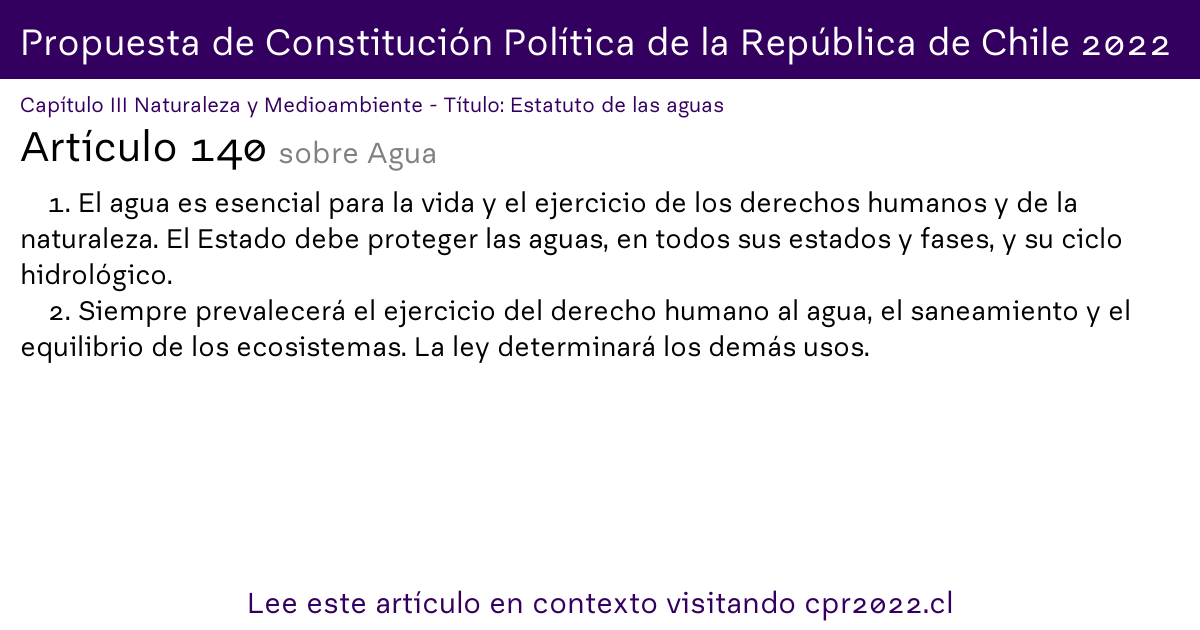 Propuesta de Constitución Política de la República de Chile 2022
Capítulo III Naturaleza y Medioambiente - Título: Estatuto de las aguas
Artículo 140 sobre Agua
1. El agua es esencial para la vida y el ejercicio de los derechos humanos y de la
naturaleza. El Estado debe proteger las aguas, en todos sus estados y fases, y su ciclo
hidrológico.
2. Siempre prevalecerá el ejercicio del derecho humano al agua, el saneamiento y el
equilibrio de los ecosistemas. La ley determinará los demás usos.
Lee este artículo en contexto visitando cpr2022.cl